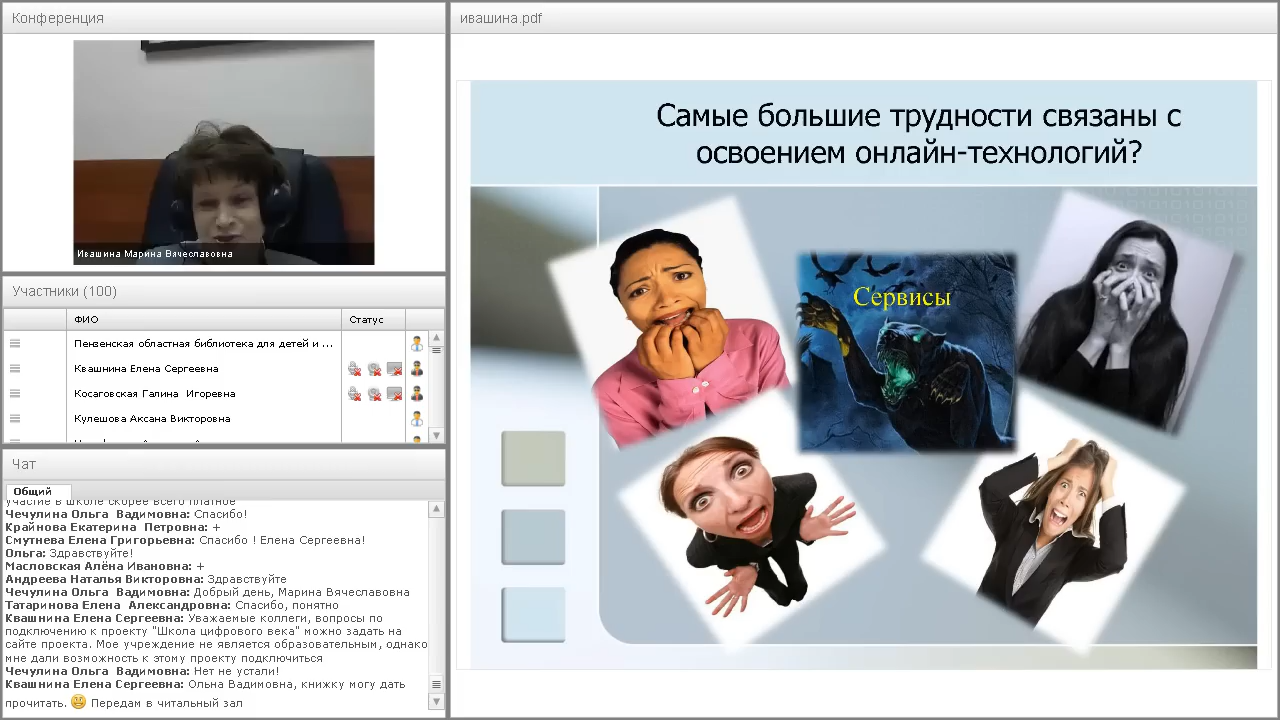 Конференция
Ивашина Марина Вячеславовна
Участники (100)
ФИО
Статус
Пензенская областная библиотека для детей и ...
Квашнина Елена Сергеевна
Косаговская Галина Игоревна
Кулешова Аксана Викторовна
Чат
Общий
участие в школе скорее всего платное
Чечулина Ольга Вадимовна: Спасибо!
Крайнова Екатерина Петровна: +
Смутнева Елена Григорьевна: Спасибо ! Елена Сергеевна!
Ольга: Здравствуйте!
Масловская Алёна Ивановна: +
Андреева Наталья Викторовна: Здравствуйте
Чечулина Ольга Вадимовна: Добрый день, Марина Вячеславовна
Татаринова Елена Александровна: Спасибо, понятно
Квашнина Елена Сергеевна: Уважаемые коллеги, вопросы по
подключению к проекту "Школа цифрового века" можно задать на
сайте проекта. Мое учреждение не является образовательным, однако
мне дали возможность к этому проекту подключиться
Чечулина Ольга Вадимовна: Нет не устали!
Квашнина Елена Сергеевна: Ольна Вадимовна, книжку могу дать
прочитать. Передам в читльный зал
ивашина.pdf
Самые большие трудности связаны с
освоением онлайн-технологий?
Сервисы